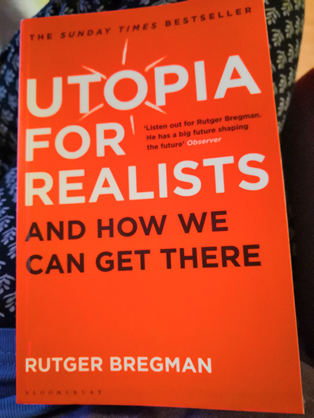 THE SUNDAY TIMES BESTSELLER
UTOPIA
FOR
'Listen out for Rutger Bregman.
He has a big future shaping
the future' Observer
REALISTS
AND HOW WE
CAN GET THERE
RUTGER BREGMAN
BLOOMSBURY